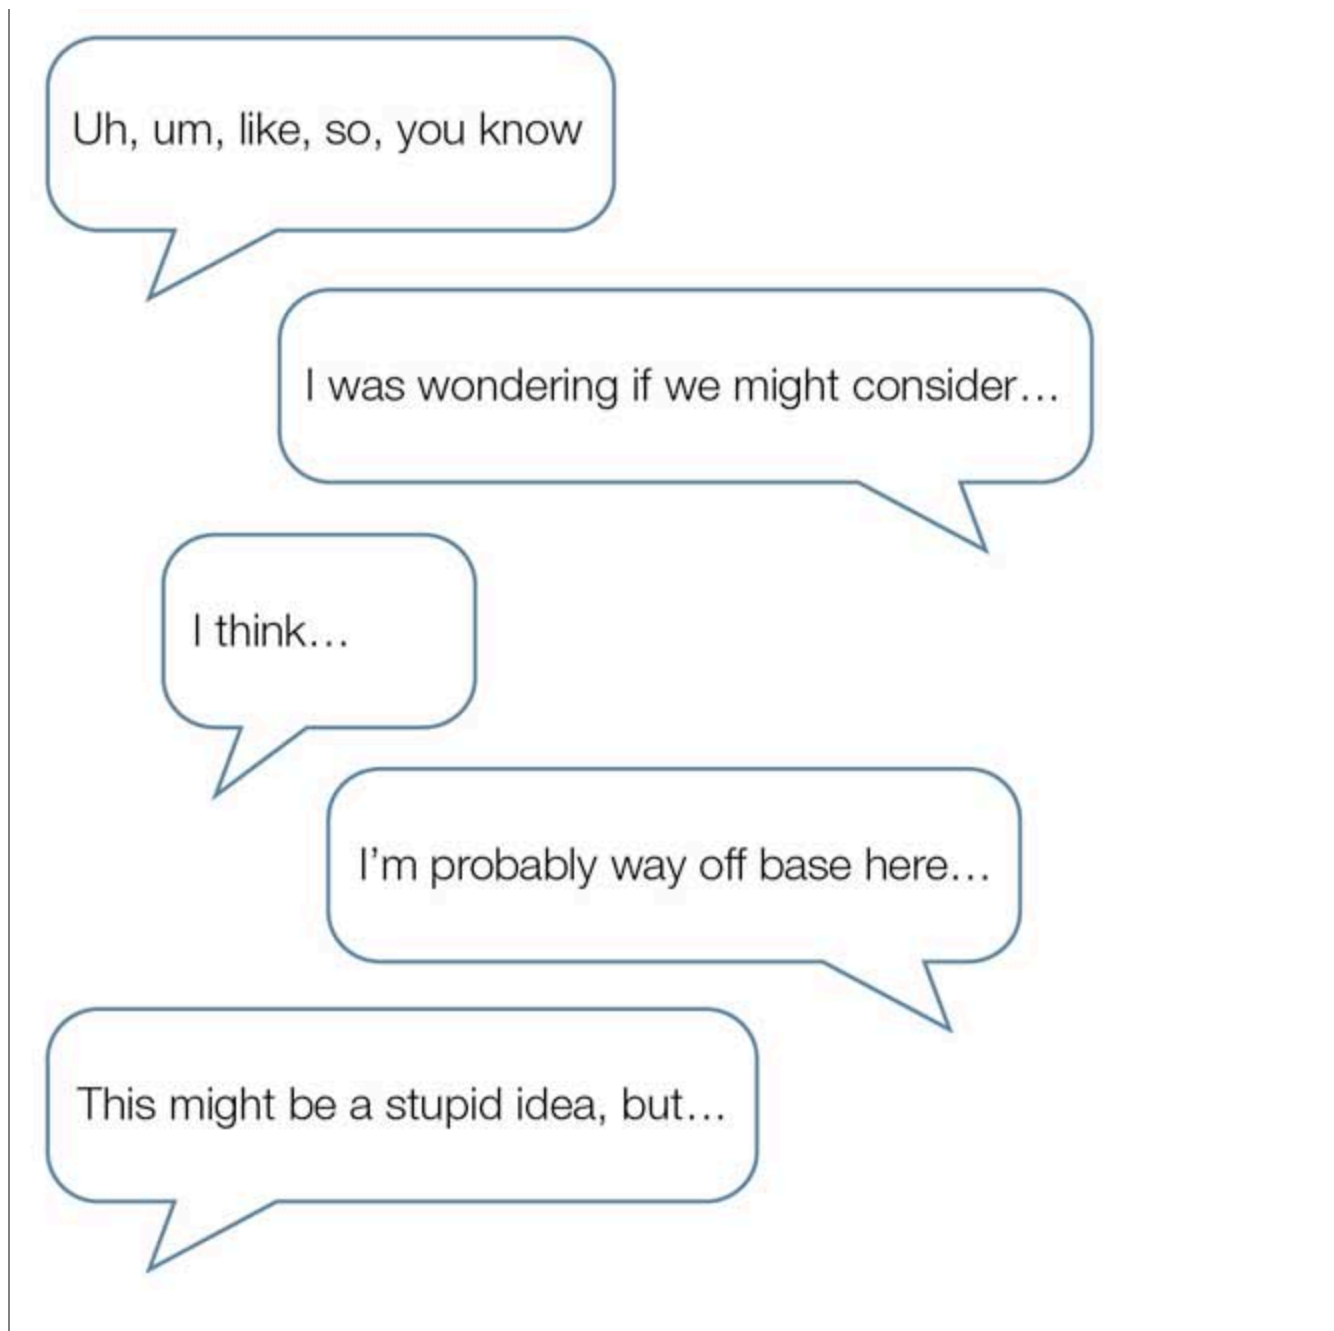 Uh, um, like, so, you know
I was wondering if we might consider…
I think…
I’m probably way off base here…
This might be a stupid idea, but…